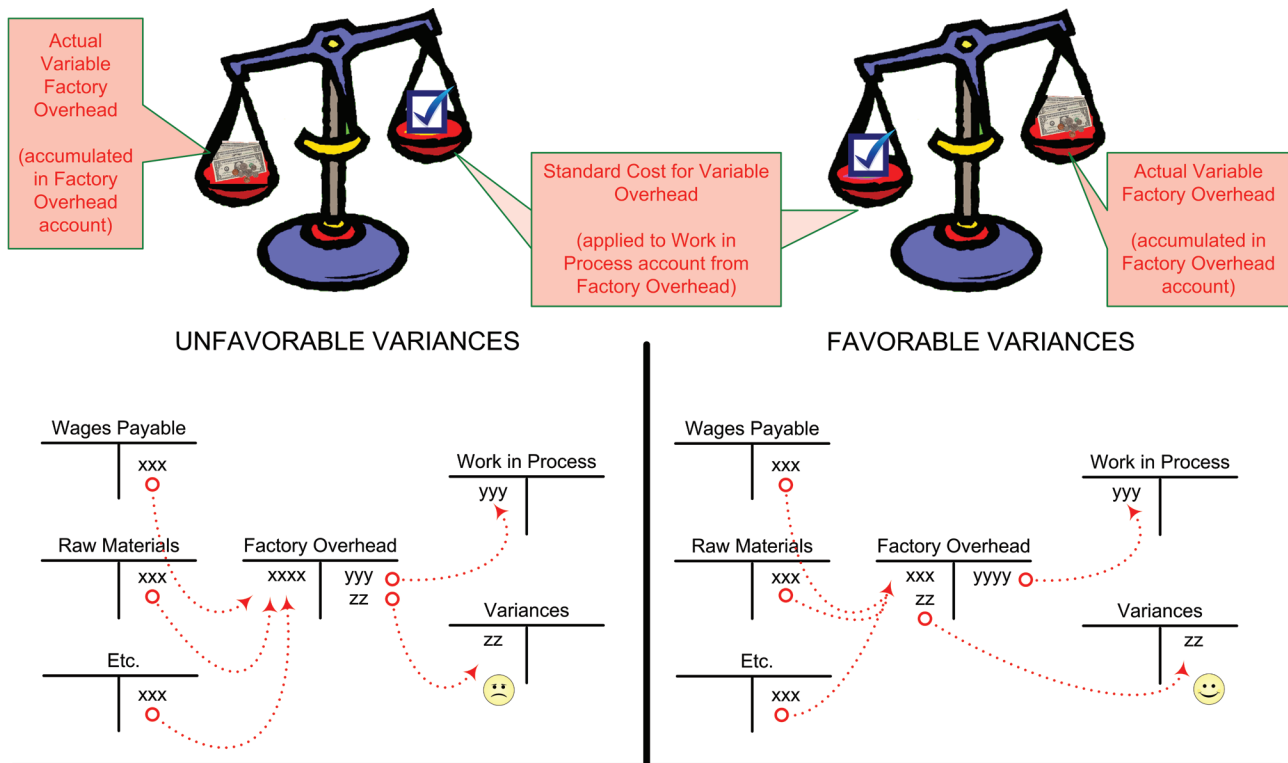 Actual
Variable
Factory
Overhead
(accumulated
in Factory
Overhead
account)
Standard Cost for Variable
Overhead
(applied to Work in
Process account from
Factory Overhead)
Actual Variable
Factory Overhead
(accumulated in
Factory Overhead
account)
UNFAVORABLE VARIANCES
Wages Payable
xxx
Work in Process
yyy
Raw Materials
xxx
Factory Overhead
xxxx
yyy
zz
Variances
zz
Etc.
xxx
FAVORABLE VARIANCES
Wages Payable
xxx
Work in Process
yyy
Raw Materials
xxx
Factory Overhead
xxx
yyyy
zz
Variances
zz
Etc.
xxx